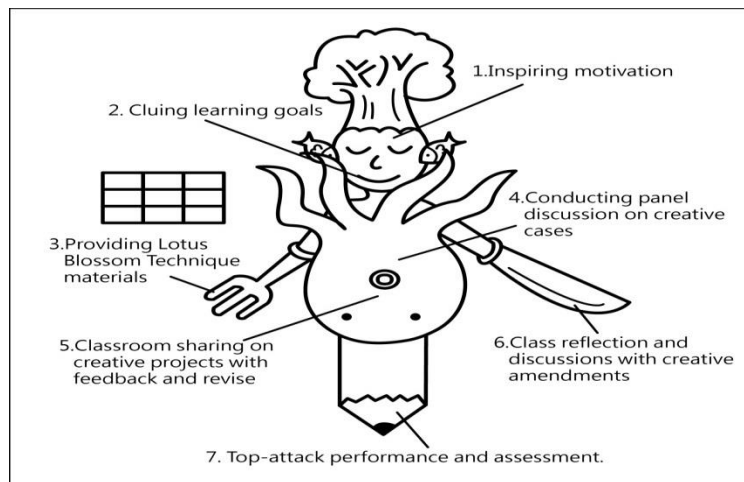 1.Inspiring motivation
2. Cluing learning goals
3.Providing Lotus
Blossom Technique
materials
4.Conducting panel
discussion on creative
cases
5.Classroom sharing on
creative projects with
feedback and revise
6.Class reflection and
discussions with creative
amendments
7. Top-attack performance and assessment.